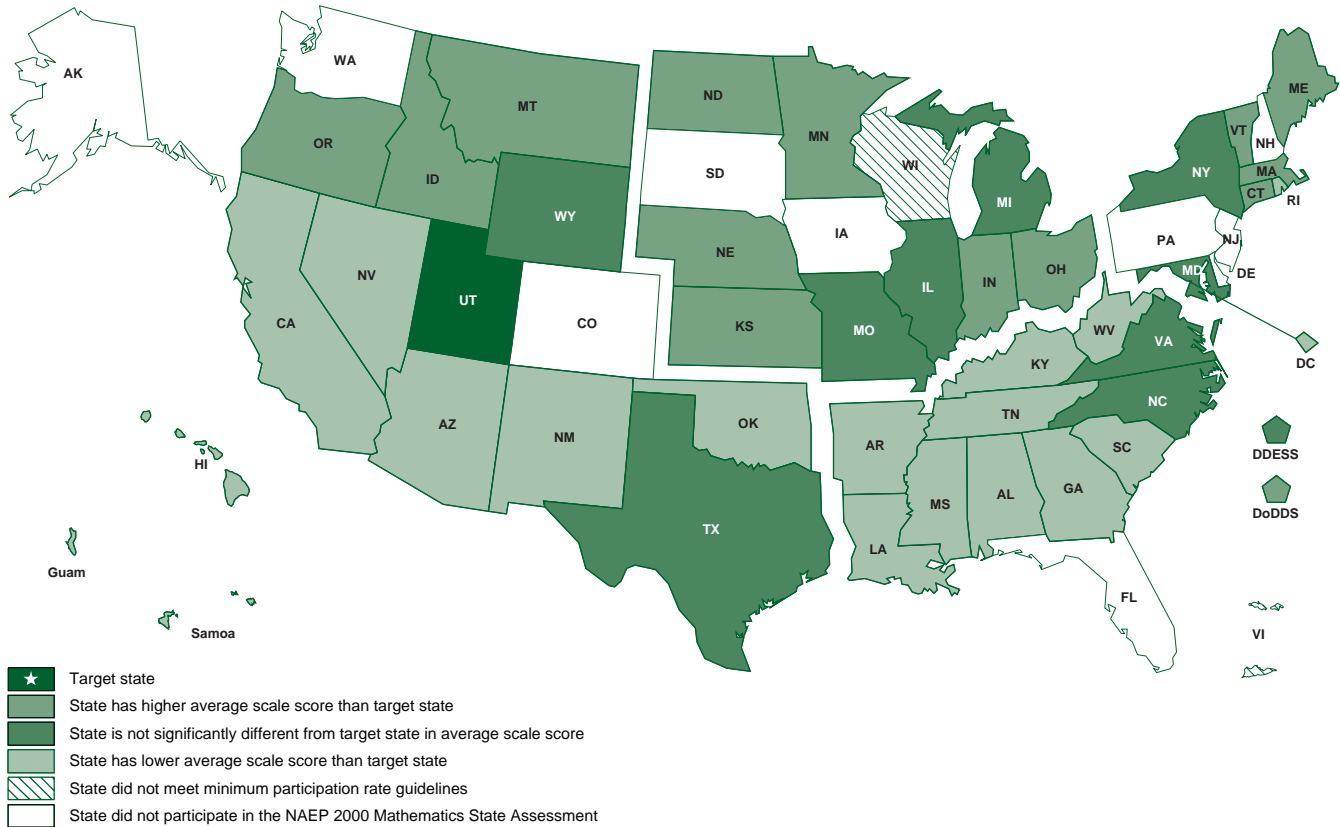 AK
WA
MT
ND
MN
ME
VT
NH
OR
ID
SD
WI
NY
MA
CT
RI
WY
MI
IA
PA
NJ
NE
NV
UT
IL
IN
OH
MD
DE
CA
CO
KS
MO
WV
VA
KY
DC
NC
AZ
NM
OK
AR
TN
SC
DDESS
HI
MS
AL
GA
DoDDS
TX
LA
Guam
FL
Samoa
VI
Target state
State has higher average scale score than target state
State is not significantly different from target state in average scale score
State has lower average scale score than target state
State did not meet minimum participation rate guidelines
State did not participate in the NAEP 2000 Mathematics State Assessment